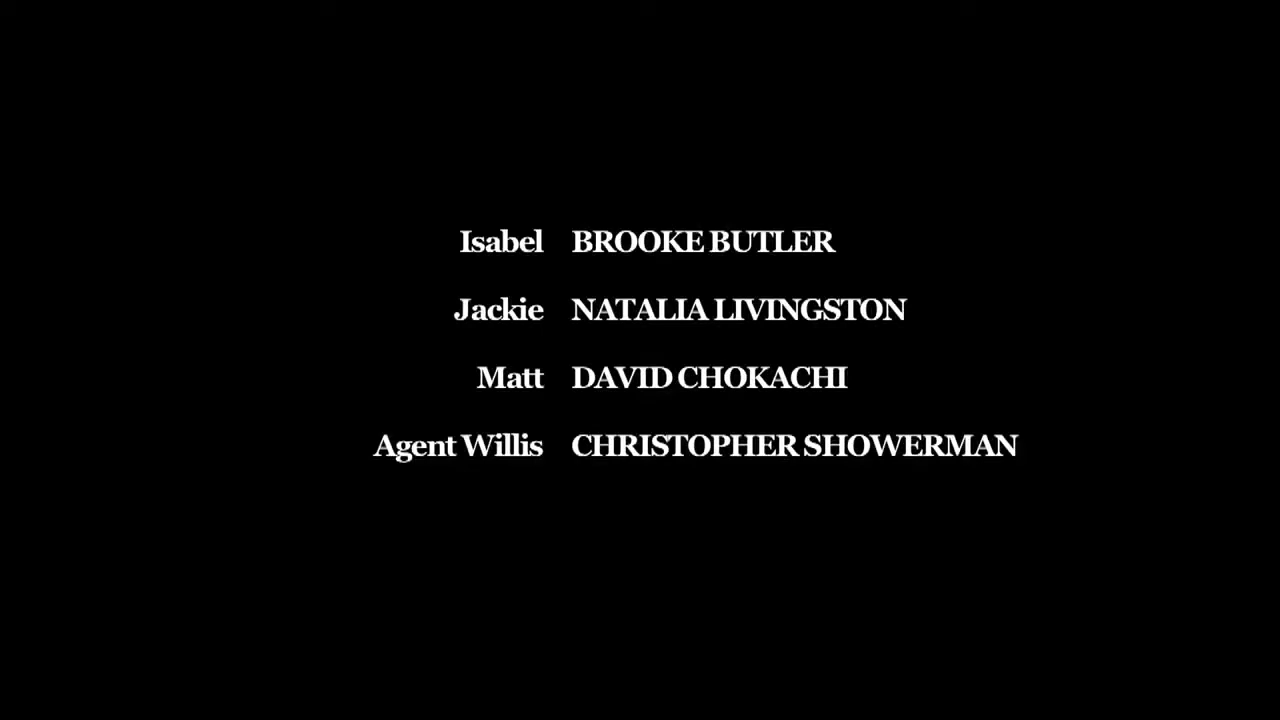 Isabel BROOKE BUTLER
Jackie NATALIA LIVINGSTON
Matt DAVID CHOKACHI
Agent Willis CHRISTOPHER SHOWERMAN